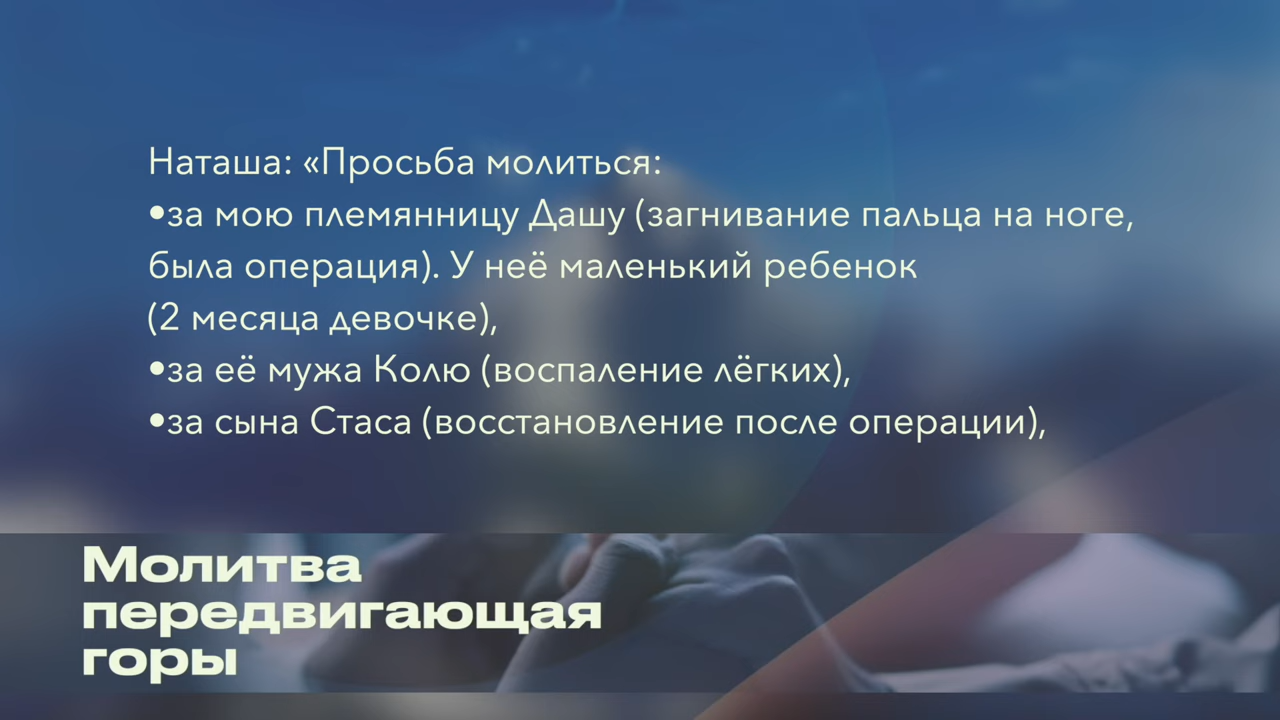 Наташа: «Просьба молиться:
•за мою племянницу Дашу (загнивание пальца на ноге,
была операция). У неё маленький ребенок
(2 месяца девочке),
•за её мужа Колю (воспаление лёгких),
•за сына Стаса (восстановление после операции),
Молитва
передвигающая
горы